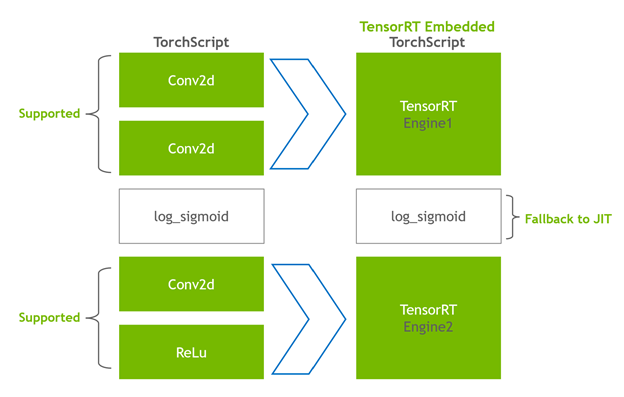 TensorRT Embedded
TorchScript
TorchScript
Conv2d
Supported
Conv2d
TensorRT
Engine1
log_sigmoid
log_sigmoid
Fallback to JIT
Conv2d
Supported
ReLu
TensorRT
Engine2